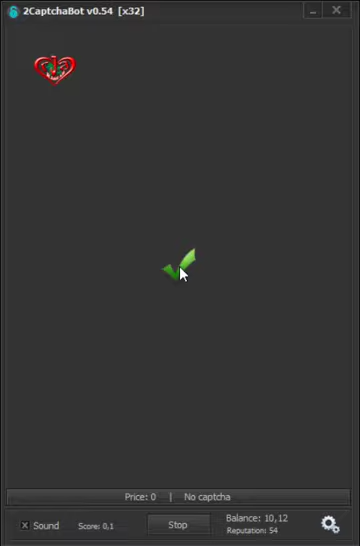 2CaptchaBot v0.54 [x32]
Price: 0 | No captcha
Sound
Score: 0,1
Stop
Balance: 10,12
Reputation: 54